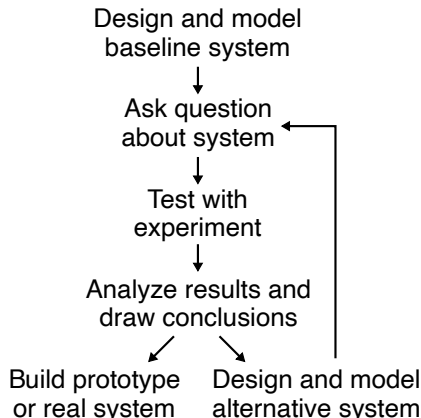 Design and model
baseline system
Ask question
about system
Test with
experiment
Analyze results and
draw conclusions
Build prototype
or real system
Design and model
alternative system